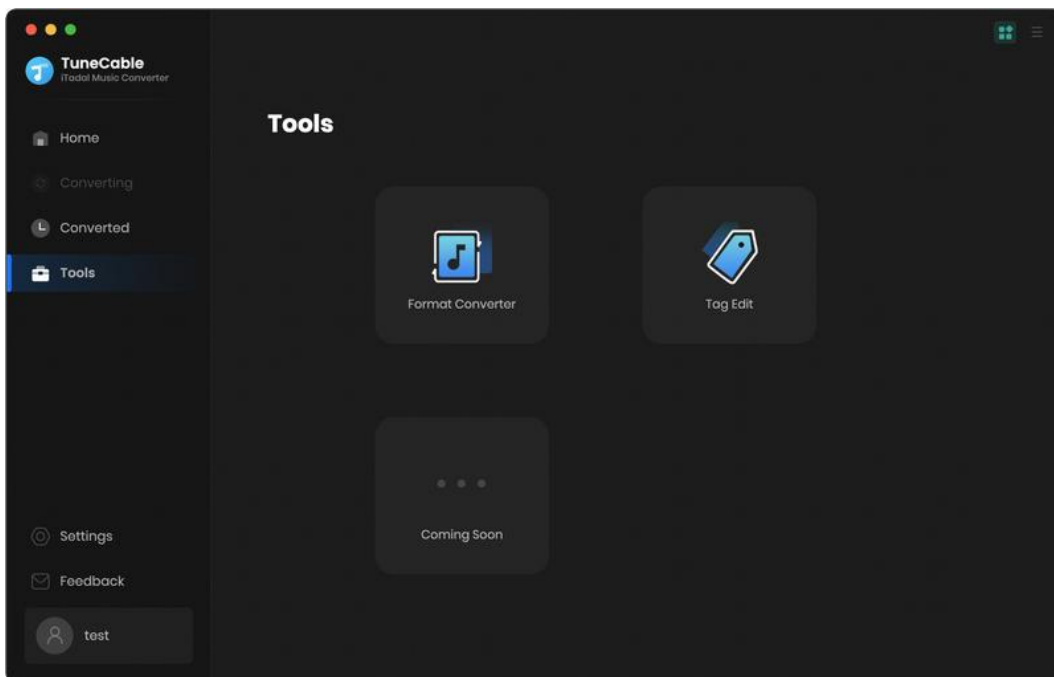 TuneCable
iTadal Music Converter
Home
Converting
Converted
Tools
Settings
Feedback
test
Tools
Format Converter
Tag Edit
Coming Soon